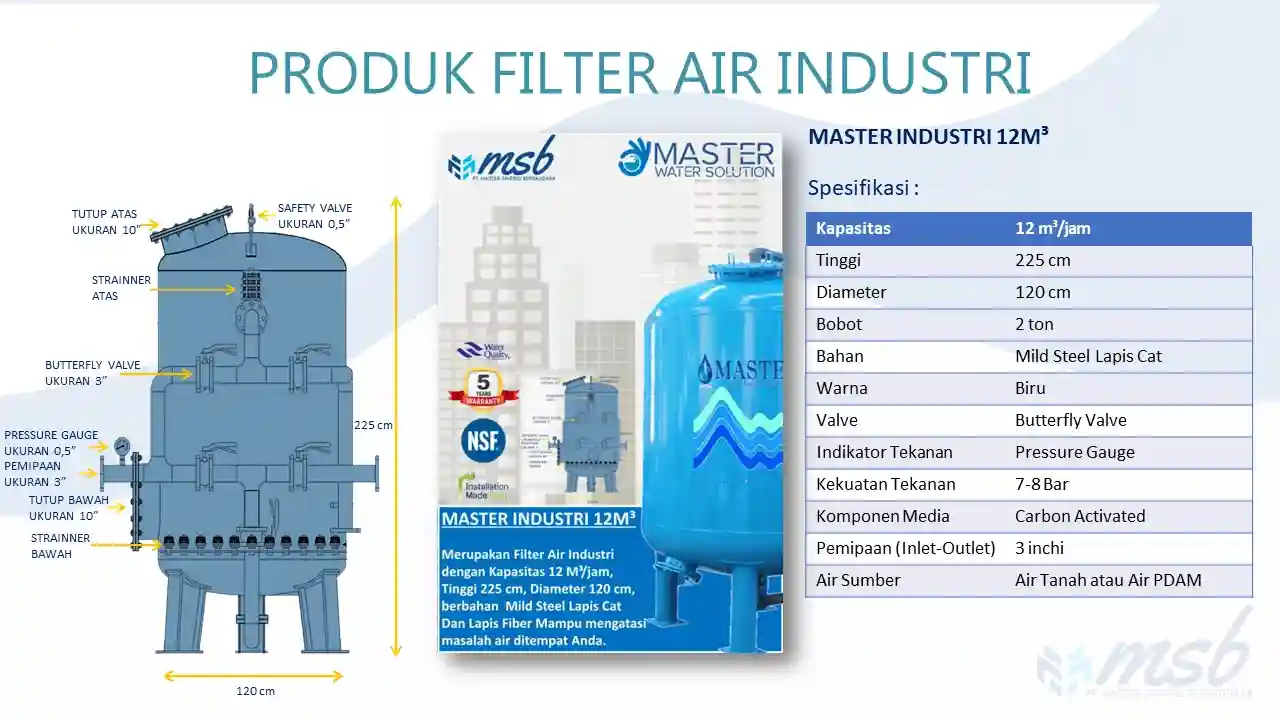 PRODUK FILTER AIR INDUSTRI
TUTUP ATAS
UKURAN 10”
SAFETY VALVE
UKURAN 0,5”
STRAINNER
ATAS
BUTTERFLY VALVE
UKURAN 3”
PRESSURE GAUGE
UKURAN 0,5”
PEMIPAAN
UKURAN 3”
TUTUP BAWAH
UKURAN 10”
STRAINNER
BAWAH
225 cm
120 cm
msb
MASTER
WATER SOLUTION
Water
Quality
5
YEARS
WARRANTY
NSF
Installation
Made
MASTE
MASTER INDUSTRI 12M³
Merupakan Filter Air Industri
dengan Kapasitas 12 M³/jam,
Tinggi 225 cm, Diameter 120 cm,
berbahan Mild Steel Lapis Cat
Dan Lapis Fiber Mampu mengatasi
masalah air ditempat Anda.
MASTER INDUSTRI 12M³
Spesifikasi :
Kapasitas 12 m³/jam
Tinggi 225 cm
Diameter 120 cm
Bobot 2 ton
Bahan Mild Steel Lapis Cat
Warna Biru
Valve Butterfly Valve
Indikator Tekanan Pressure Gauge
Kekuatan Tekanan 7-8 Bar
Komponen Media Carbon Activated
Pemipaan (Inlet-Outlet) 3 inchi
Air Sumber Air Tanah atau Air PDAM
msb